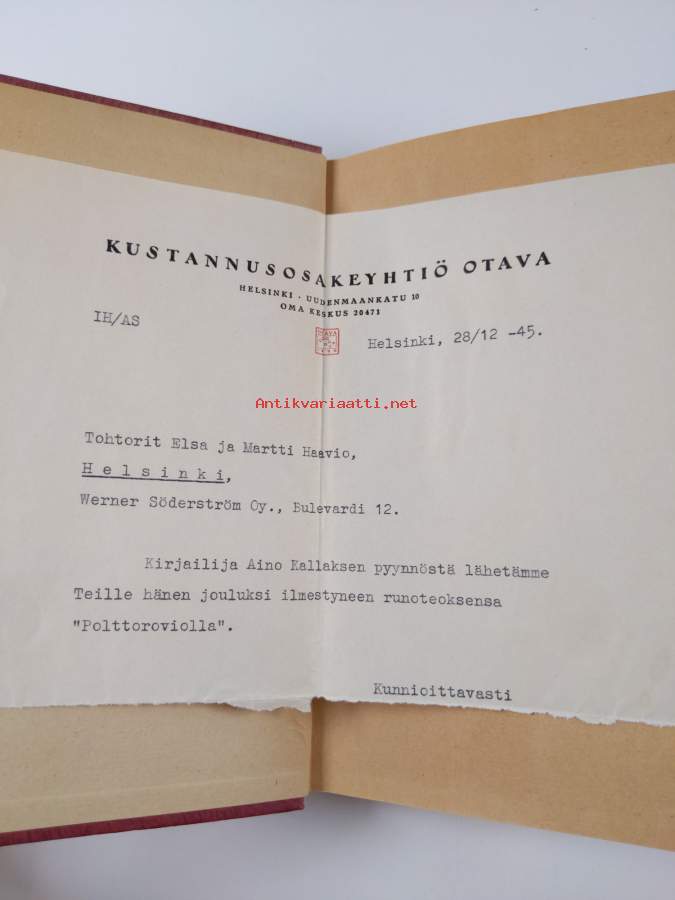 KUSTANNUSOSAKEYHTIÖ OTAVA
HELSINKI · UUDENMAANKATU 10
OMA KESKUS 20471
IH/AS
OTAVA
Helsinki, 28/12 -45.
Antikvariaatti.net
Tohtorit Elsa ja Martti Haavio,
H e l s i n k i,
Werner Söderström Oy., Bulevardi 12.
Kirjailija Aino Kallaksen pyynnöstä lähetämme
Teille hänen jouluksi ilmestyneen runoteoksensa
"Polttoroviolla".
Kunnioittavasti